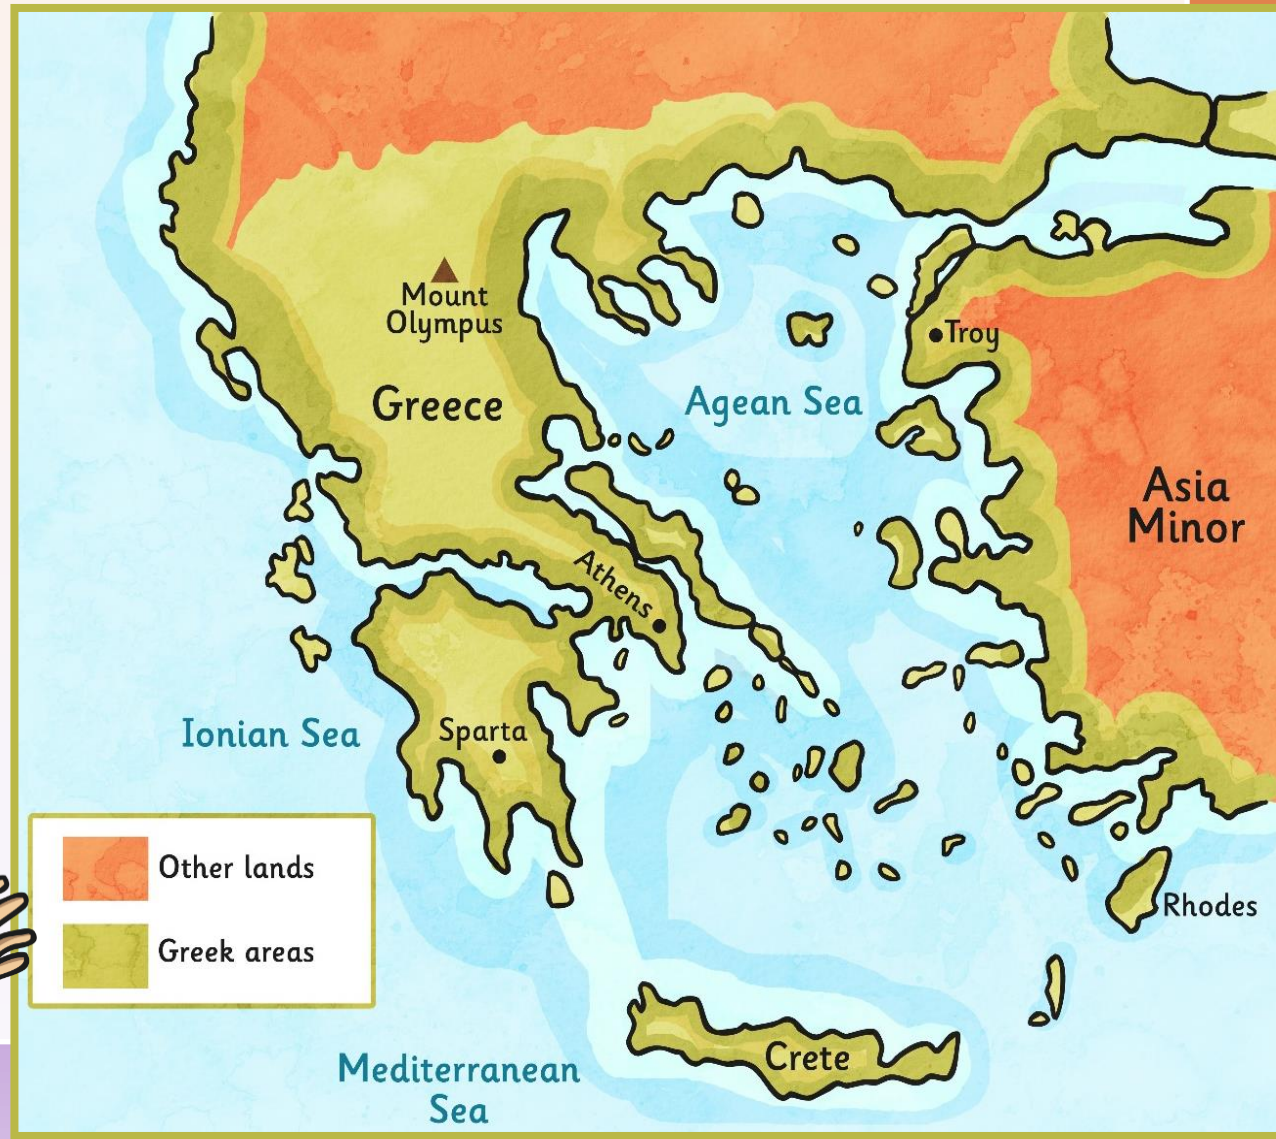 Mount
Olympus
Troy
Greece
Agean Sea
Asia
Minor
Athens
Ionian Sea
Sparta
Other lands
Rhodes
Greek areas
Crete
Mediterranean
Sea